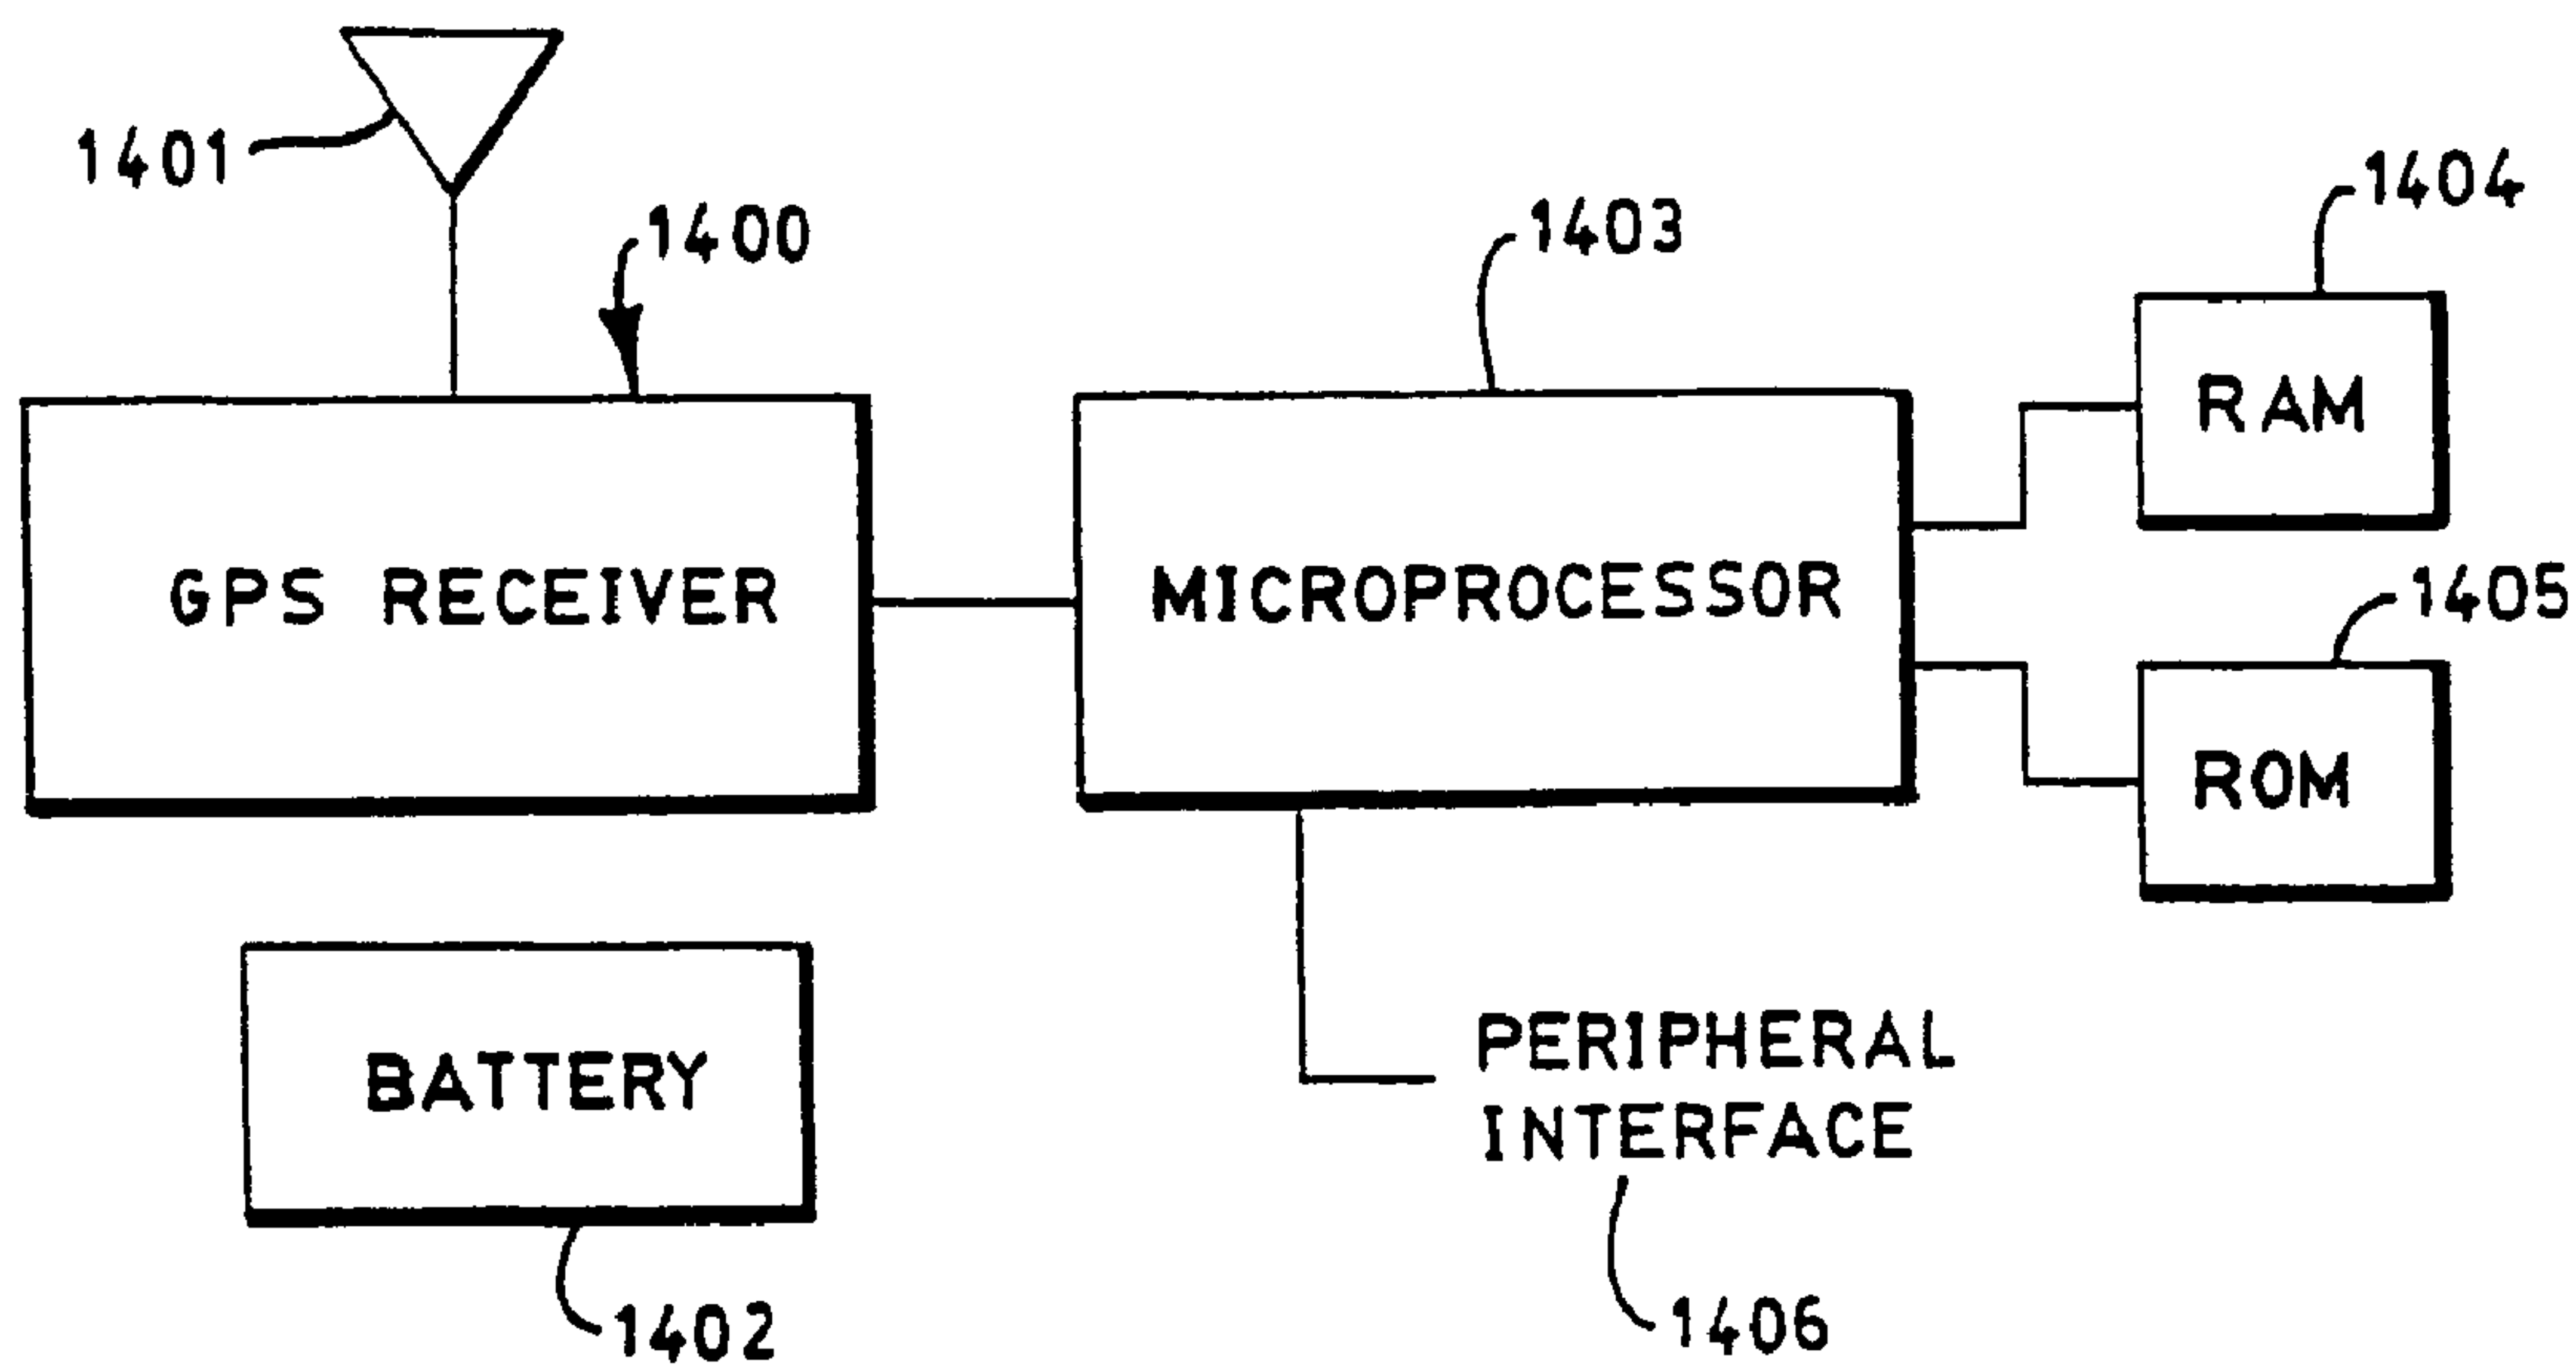 1401
1400
1403
1404
GPS RECEIVER
MICROPROCESSOR
RAM
1405
ROM
BATTERY
PERIPHERAL
INTERFACE
1402
1406